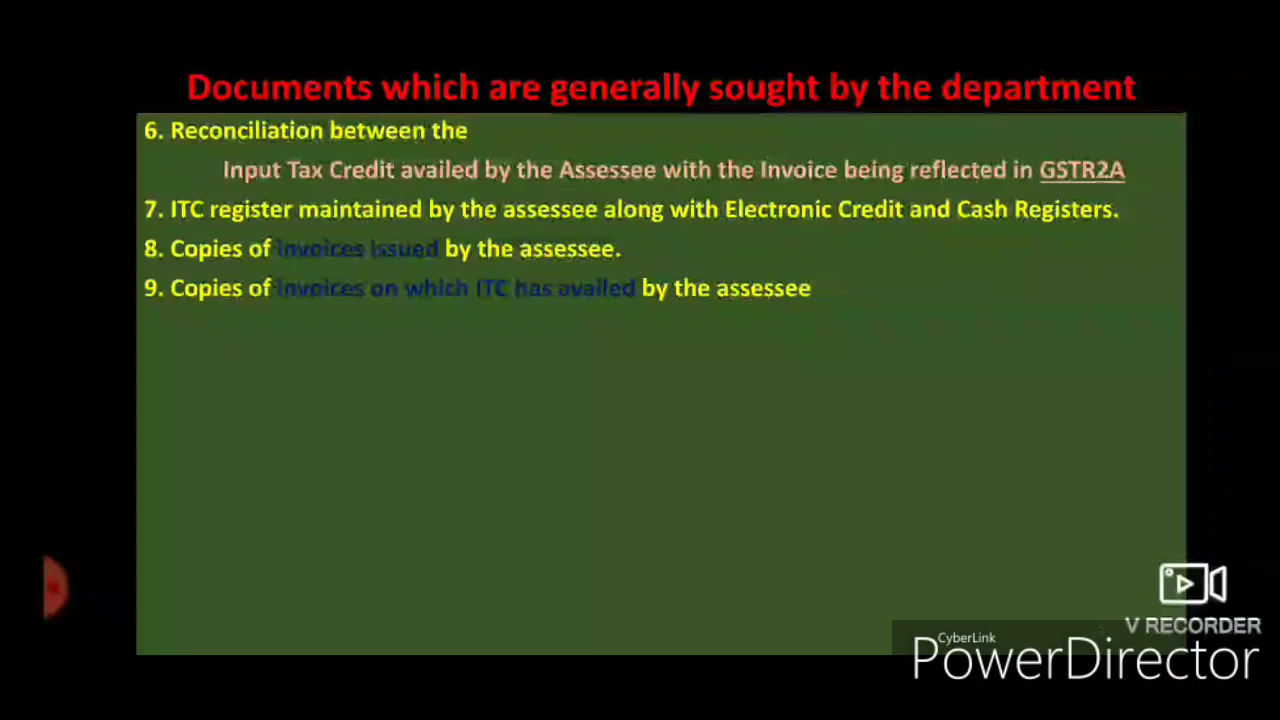 Documents which are generally sought by the department
6. Reconciliation between the
Input Tax Credit availed by the Assessee with the Invoice being reflected in GSTR2A
7. ITC register maintained by the assessee along with Electronic Credit and Cash Registers.
8. Copies of invoices issued by the assessee.
9. Copies of invoices on which ITC has availed by the assessee
V RECORDER
CyberLink
PowerDirector